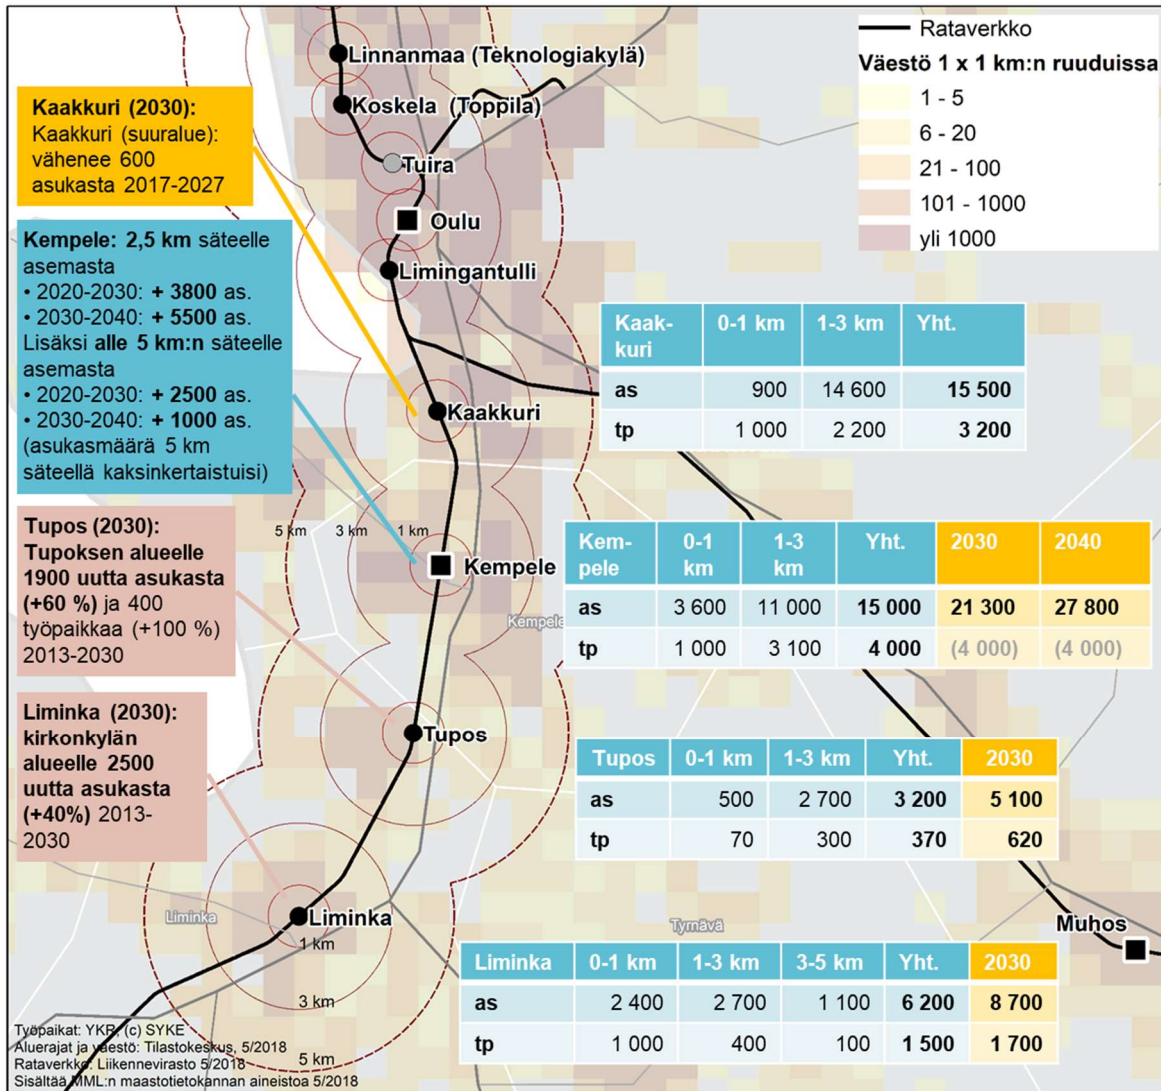 Linnanmaa (Teknologiakylä)
Koskela (Toppila)
Tuira
Oulu
Limingantulli
Kaakkuri
Kempele
Tupos
Liminka
Muhos
Kempele
Liminka
Tyrnävä
5 km 3 km 1 km
1 km
3 km
5 km
Rataverkko
Väestö 1 x 1 km:n ruuduissa
1 - 5
6 - 20
21 - 100
101 - 1000
yli 1000
Kaakkuri (2030):
Kaakkuri (suuralue):
vähenee 600
asukasta 2017-2027
Kempele: 2,5 km säteelle
asemasta
• 2020-2030: + 3800 as.
• 2030-2040: + 5500 as.
Lisäksi alle 5 km:n säteelle
asemasta
• 2020-2030: + 2500 as.
• 2030-2040: + 1000 as.
(asukasmäärä 5 km
säteellä kaksinkertaistuisi)
Tupos (2030):
Tupoksen alueelle
1900 uutta asukasta
(+60 %) ja 400
työpaikkaa (+100 %)
2013-2030
Liminka (2030):
kirkonkylän
alueelle 2500
uutta asukasta
(+40%) 2013-
2030
Kaak-
kuri 0-1 km 1-3 km Yht.
as 900 14 600 15 500
tp 1 000 2 200 3 200
Kem- 0-1 1-3 Yht. 2030 2040
pele km km
as 3 600 11 000 15 000 21 300 27 800
tp 1 000 3 100 4 000 (4 000) (4 000)
Tupos 0-1 km 1-3 km Yht. 2030
as 500 2 700 3 200 5 100
tp 70 300 370 620
Liminka 0-1 km 1-3 km 3-5 km Yht. 2030
as 2 400 2 700 1 100 6 200 8 700
tp 1 000 400 100 1 500 1 700
Työpaikat: YKR, (c) SYKE
Aluerajat ja väestö: Tilastokeskus, 5/2018
Rataverkko: Liikennevirasto 5/2018
Sisältää MML:n maastotietokannan aineistoa 5/2018